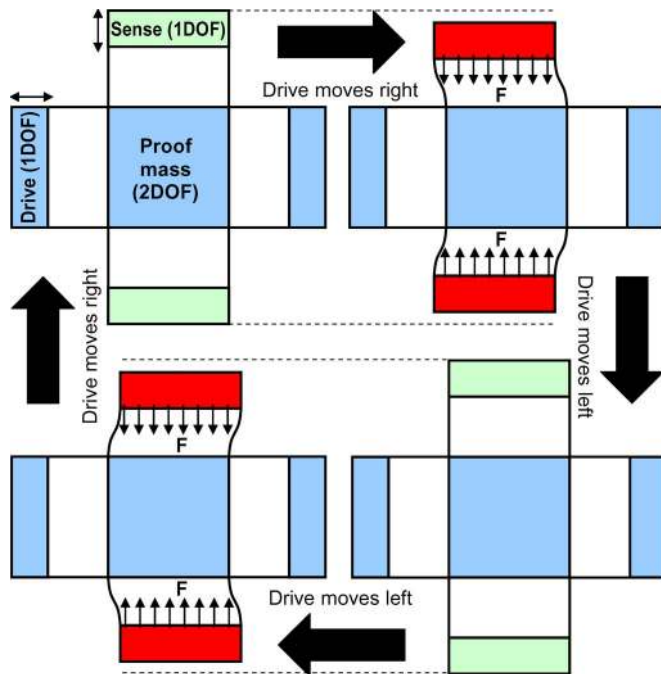 Sense (1DOF)
Drive moves right
F
Drive (1DOF)
Proof
mass
(2DOF)
F
Drive moves right
Drive moves left
F
F
Drive moves left